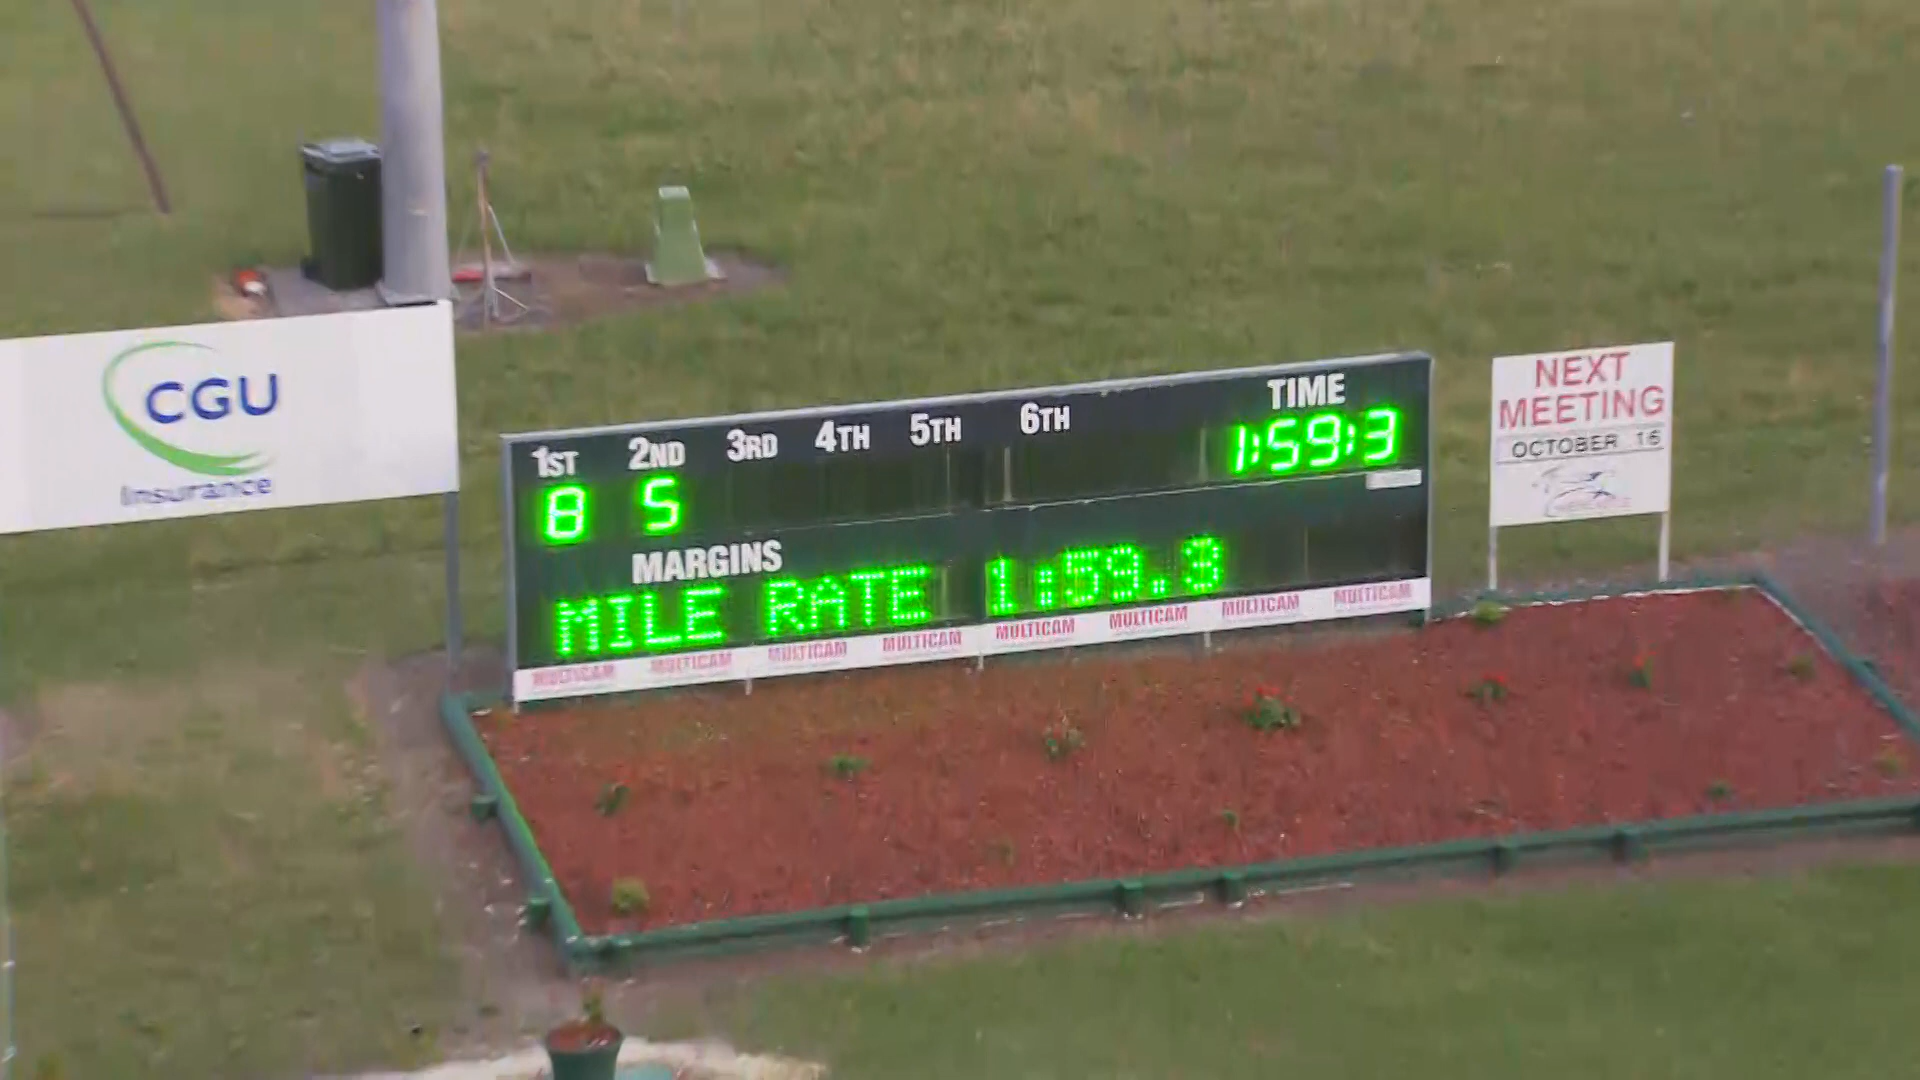 CGU
Insurance
1ST 2ND 3RD 4TH 5TH 6TH TIME
8 5 1:59:3
MARGINS
MILE RATE 1:59.3
MULTICAM MULTICAM MULTICAM MULTICAM MULTICAM MULTICAM MULTICAM MULTICAM
NEXT
MEETING
OCTOBER 16